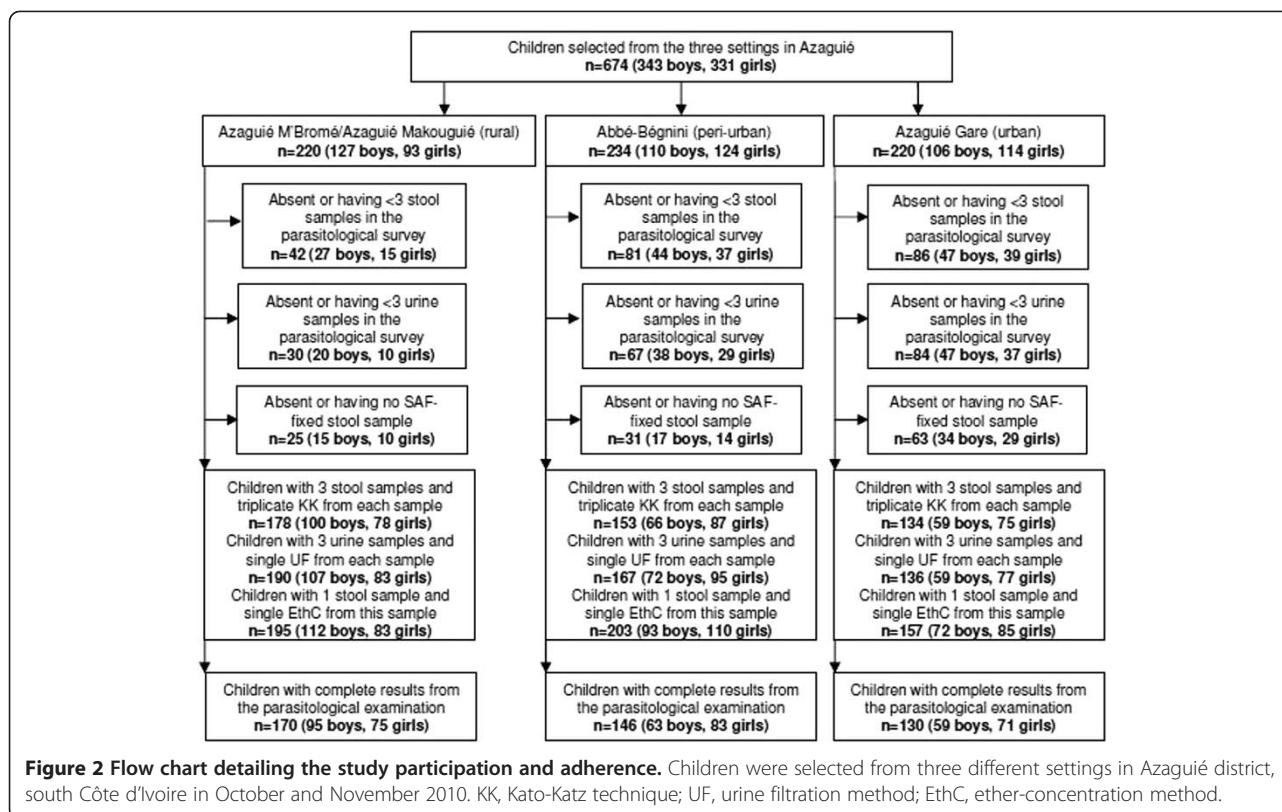 Children selected from the three settings in Azaguié
n=674 (343 boys, 331 girls)
Azaguié M'Bromé/Azaguié Makouguié (rural)
n=220 (127 boys, 93 girls)
Abbé-Bégnini (peri-urban)
n=234 (110 boys, 124 girls)
Azaguié Gare (urban)
n=220 (106 boys, 114 girls)
Absent or having <3 stool
samples in the
parasitological survey
n=42 (27 boys, 15 girls)
Absent or having <3 stool
samples in the
parasitological survey
n=81 (44 boys, 37 girls)
Absent or having <3 stool
samples in the
parasitological survey
n=86 (47 boys, 39 girls)
Absent or having <3 urine
samples in the
parasitological survey
n=30 (20 boys, 10 girls)
Absent or having <3 urine
samples in the
parasitological survey
n=67 (38 boys, 29 girls)
Absent or having <3 urine
samples in the
parasitological survey
n=84 (47 boys, 37 girls)
Absent or having no SAF-
fixed stool sample
n=25 (15 boys, 10 girls)
Absent or having no SAF-
fixed stool sample
n=31 (17 boys, 14 girls)
Absent or having no SAF-
fixed stool sample
n=63 (34 boys, 29 girls)
Children with 3 stool samples and
triplicate KK from each sample
n=178 (100 boys, 78 girls)
Children with 3 urine samples and
single UF from each sample
n=190 (107 boys, 83 girls)
Children with 1 stool sample and
single EthC from this sample
n=195 (112 boys, 83 girls)
Children with 3 stool samples and
triplicate KK from each sample
n=153 (66 boys, 87 girls)
Children with 3 urine samples and
single UF from each sample
n=167 (72 boys, 95 girls)
Children with 1 stool sample and
single EthC from this sample
n=203 (93 boys, 110 girls)
Children with 3 stool samples and
triplicate KK from each sample
n=134 (59 boys, 75 girls)
Children with 3 urine samples and
single UF from each sample
n=136 (59 boys, 77 girls)
Children with 1 stool sample and
single EthC from this sample
n=157 (72 boys, 85 girls)
Children with complete results from
the parasitological examination
n=170 (95 boys, 75 girls)
Children with complete results from
the parasitological examination
n=146 (63 boys, 83 girls)
Children with complete results from
the parasitological examination
n=130 (59 boys, 71 girls)
Figure 2 Flow chart detailing the study participation and adherence. Children were selected from three different settings in Azaguié district,
south Côte d'Ivoire in October and November 2010. KK, Kato-Katz technique; UF, urine filtration method; EthC, ether-concentration method.